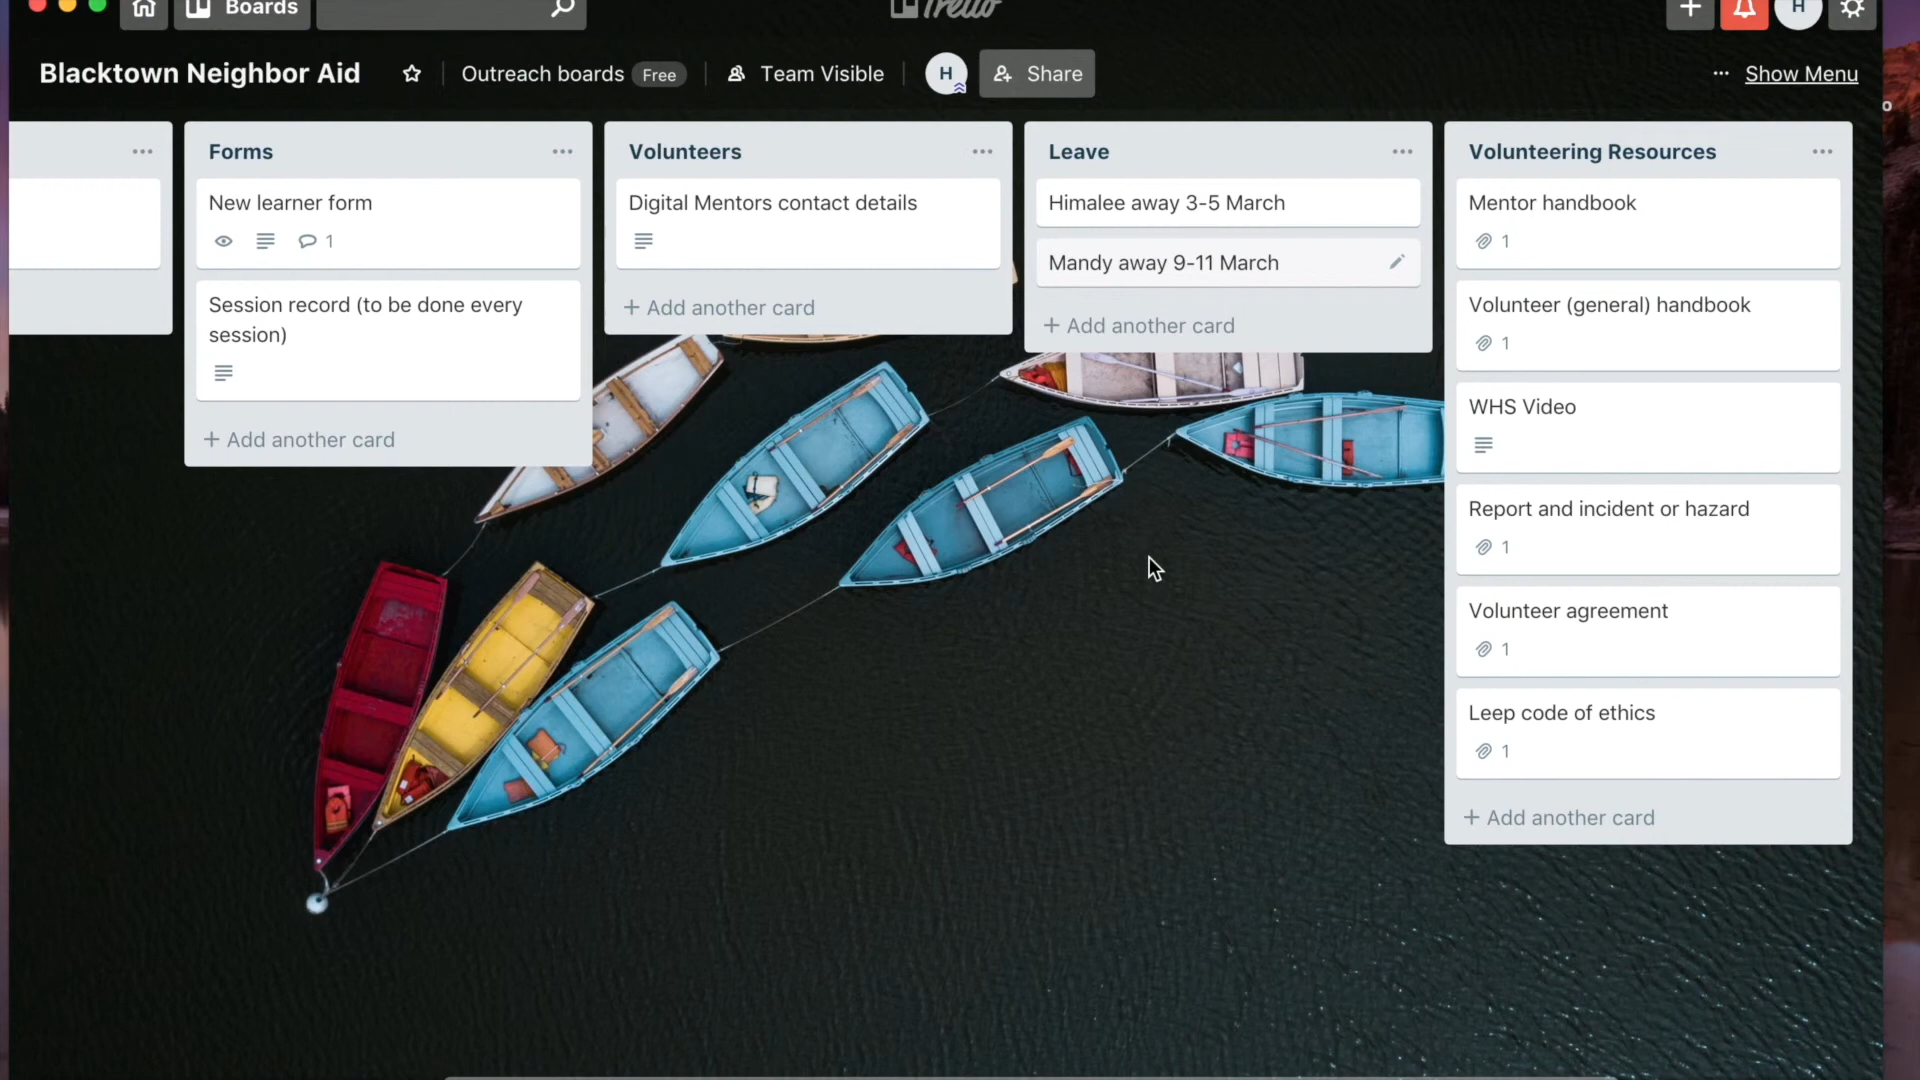 Boards
Trello
H
Blacktown Neighbor Aid
Outreach boards Free
Team Visible
H
Share
Show Menu
Forms
New learner form
1
Session record (to be done every
session)
+ Add another card
Volunteers
Digital Mentors contact details
+ Add another card
Leave
Himalee away 3-5 March
Mandy away 9-11 March
+ Add another card
Volunteering Resources
Mentor handbook
1
Volunteer (general) handbook
1
WHS Video
Report and incident or hazard
1
Volunteer agreement
1
Leep code of ethics
1
+ Add another card